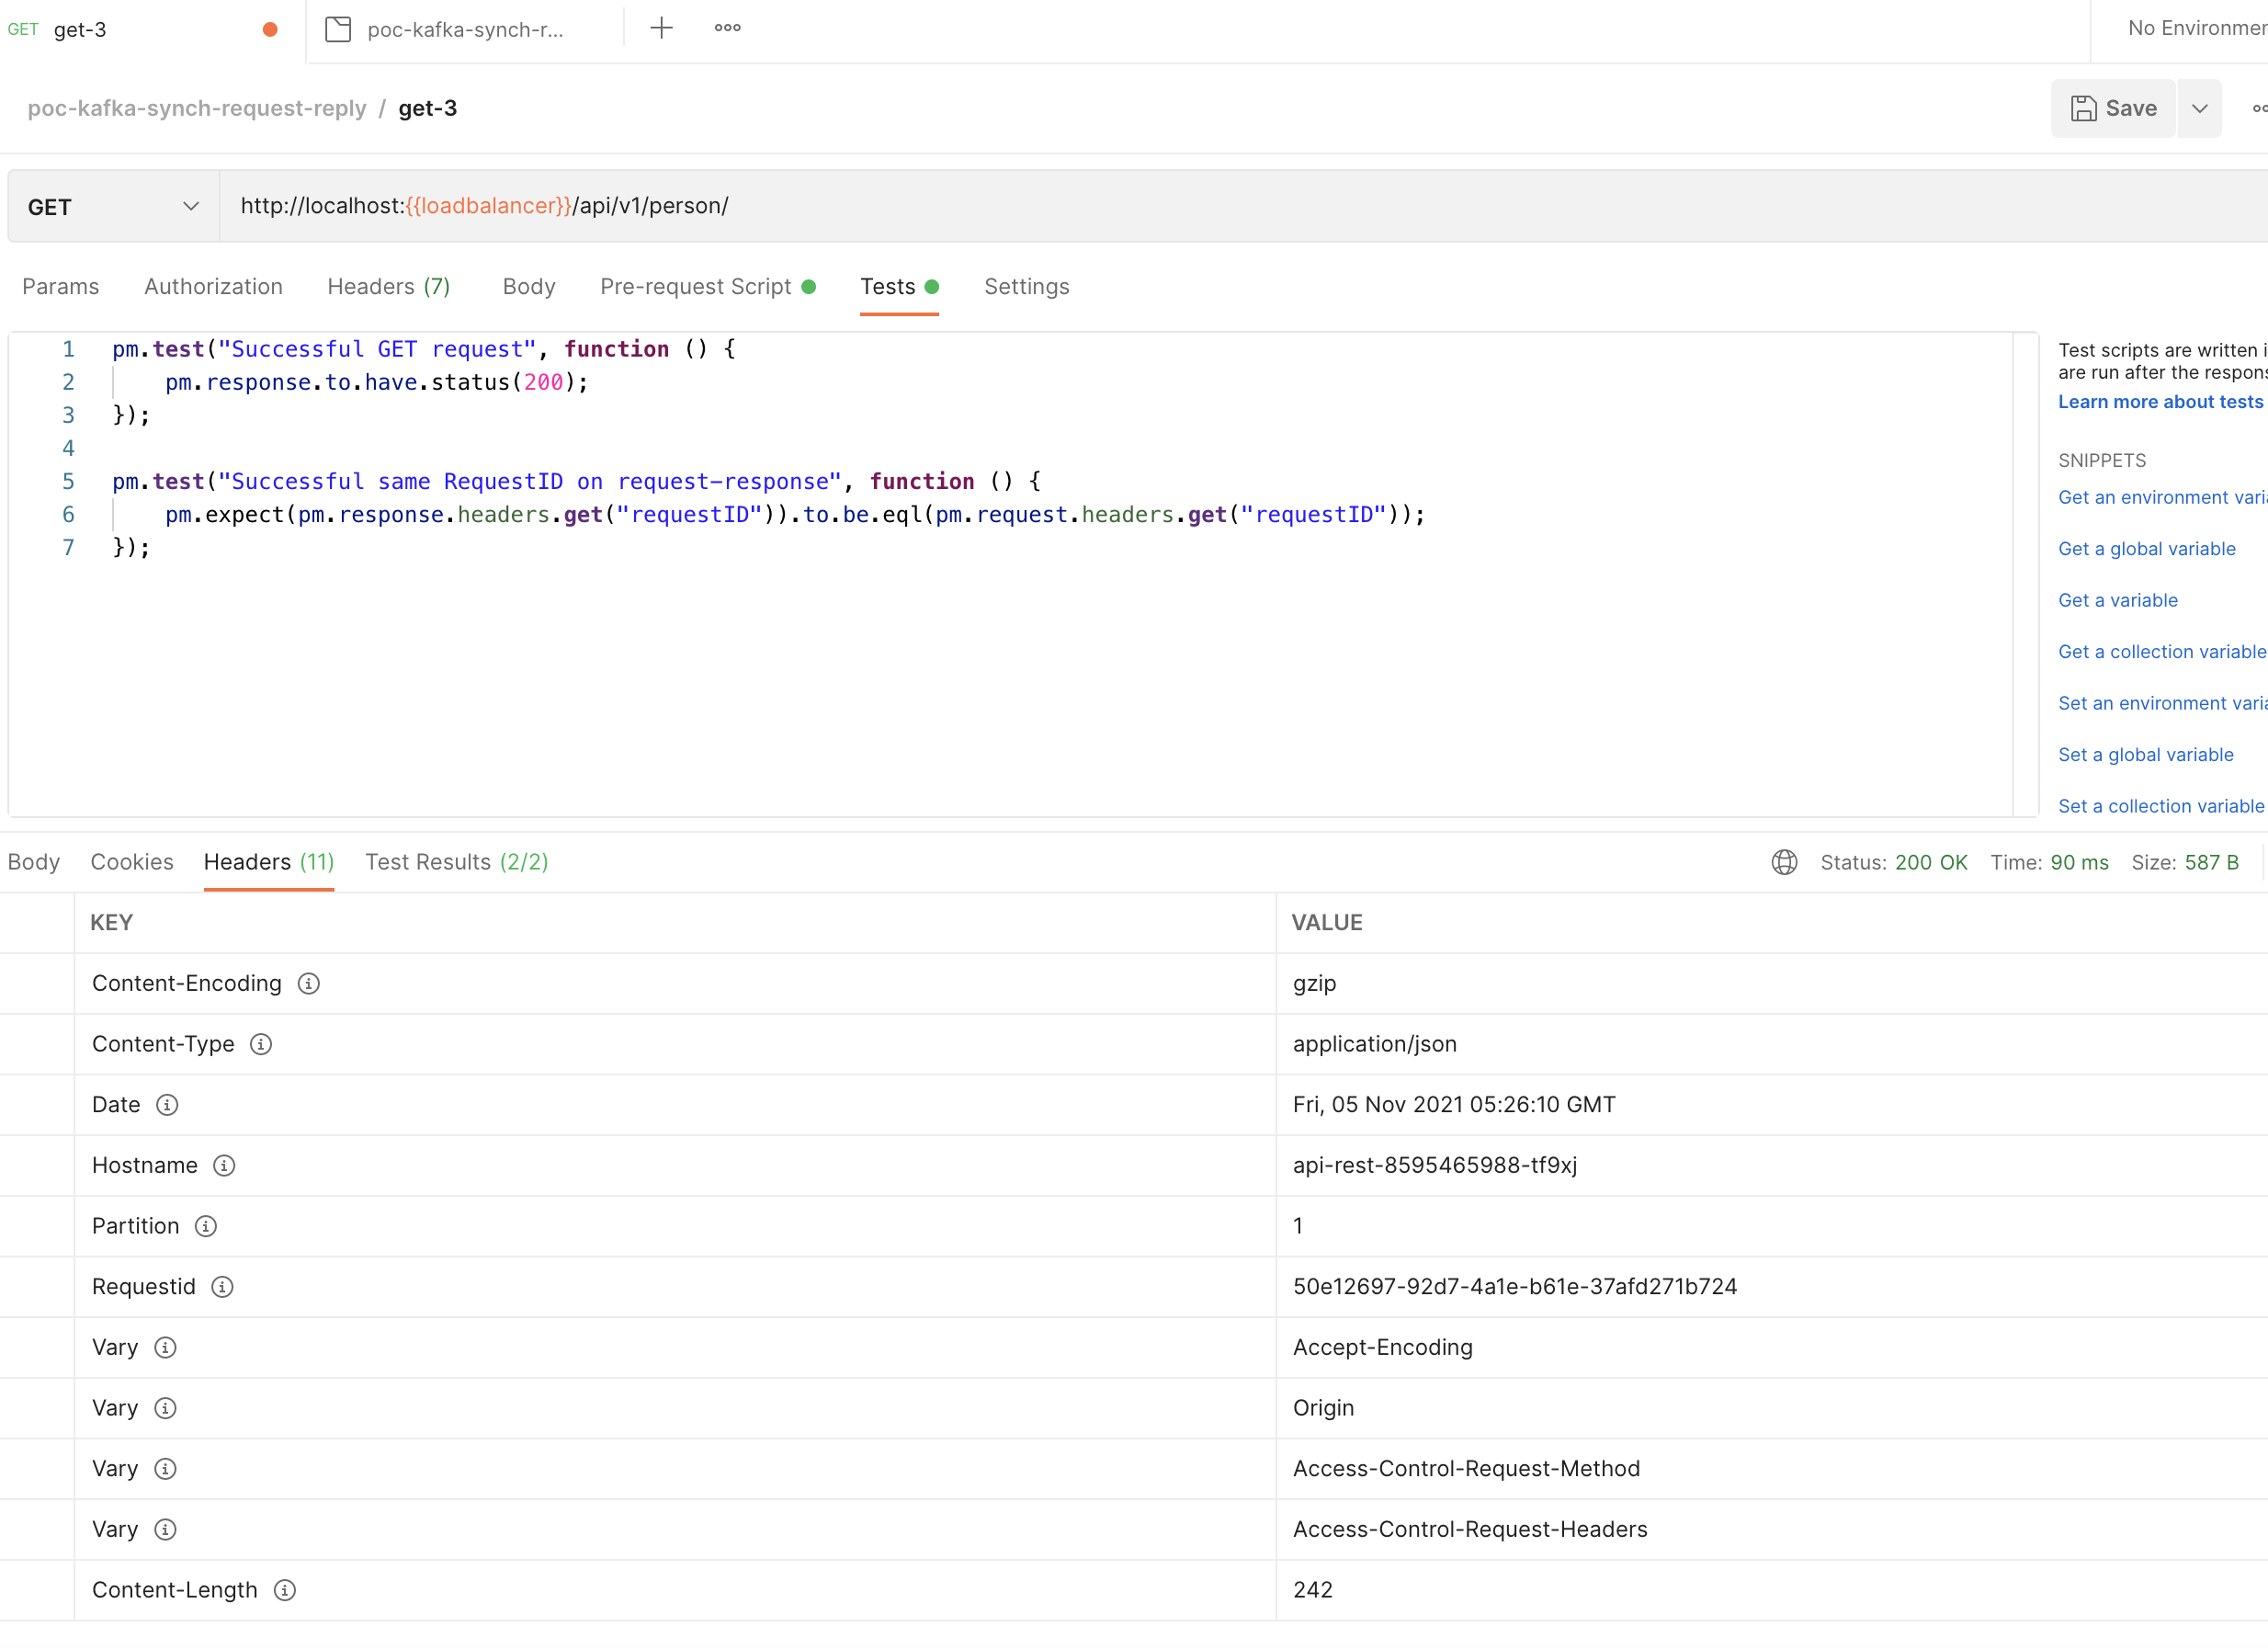 GET get-3 poc-kafka-synch-r... No Environmen
poc-kafka-synch-request-reply / get-3 Save
GET http://localhost:{{loadbalancer}}/api/v1/person/
Params Authorization Headers (7) Body Pre-request Script Tests Settings
1 pm.test("Successful GET request", function () {
2 pm.response.to.have.status(200);
3 });
4
5 pm.test("Successful same RequestID on request-response", function () {
6 pm.expect(pm.response.headers.get("requestID")).to.be.eql(pm.request.headers.get("requestID"));
7 });
Test scripts are written i
are run after the respons
Learn more about tests
SNIPPETS
Get an environment varia
Get a global variable
Get a variable
Get a collection variable
Set an environment varia
Set a global variable
Set a collection variable
Body Cookies Headers (11) Test Results (2/2) Status: 200 OK Time: 90 ms Size: 587 B
KEY VALUE
Content-Encoding gzip
Content-Type application/json
Date Fri, 05 Nov 2021 05:26:10 GMT
Hostname api-rest-8595465988-tf9xj
Partition 1
Requestid 50e12697-92d7-4a1e-b61e-37afd271b724
Vary Accept-Encoding
Vary Origin
Vary Access-Control-Request-Method
Vary Access-Control-Request-Headers
Content-Length 242